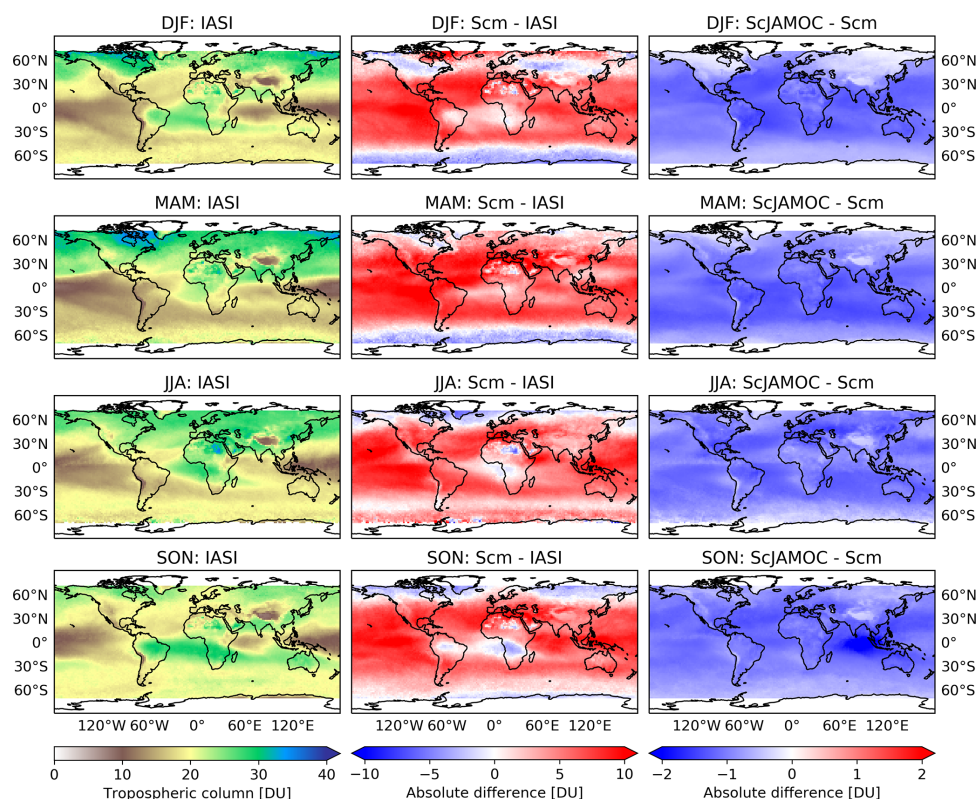 DJF: IASI DJF: Scm - IASI DJF: ScJAMOC - Scm
60°N 60°N
30°N 30°N
0° 0°
30°S 30°S
60°S 60°S
MAM: IASI MAM: Scm - IASI MAM: ScJAMOC - Scm
60°N 60°N
30°N 30°N
0° 0°
30°S 30°S
60°S 60°S
JJA: IASI JJA: Scm - IASI JJA: ScJAMOC - Scm
60°N 60°N
30°N 30°N
0° 0°
30°S 30°S
60°S 60°S
SON: IASI SON: Scm - IASI SON: ScJAMOC - Scm
60°N 60°N
30°N 30°N
0° 0°
30°S 30°S
60°S 60°S
120°W 60°W 0° 60°E 120°E 120°W 60°W 0° 60°E 120°E 120°W 60°W 0° 60°E 120°E
0 10 20 30 40 −10 −5 0 5 10 −2 −1 0 1 2
Tropospheric column [DU] Absolute difference [DU] Absolute difference [DU]